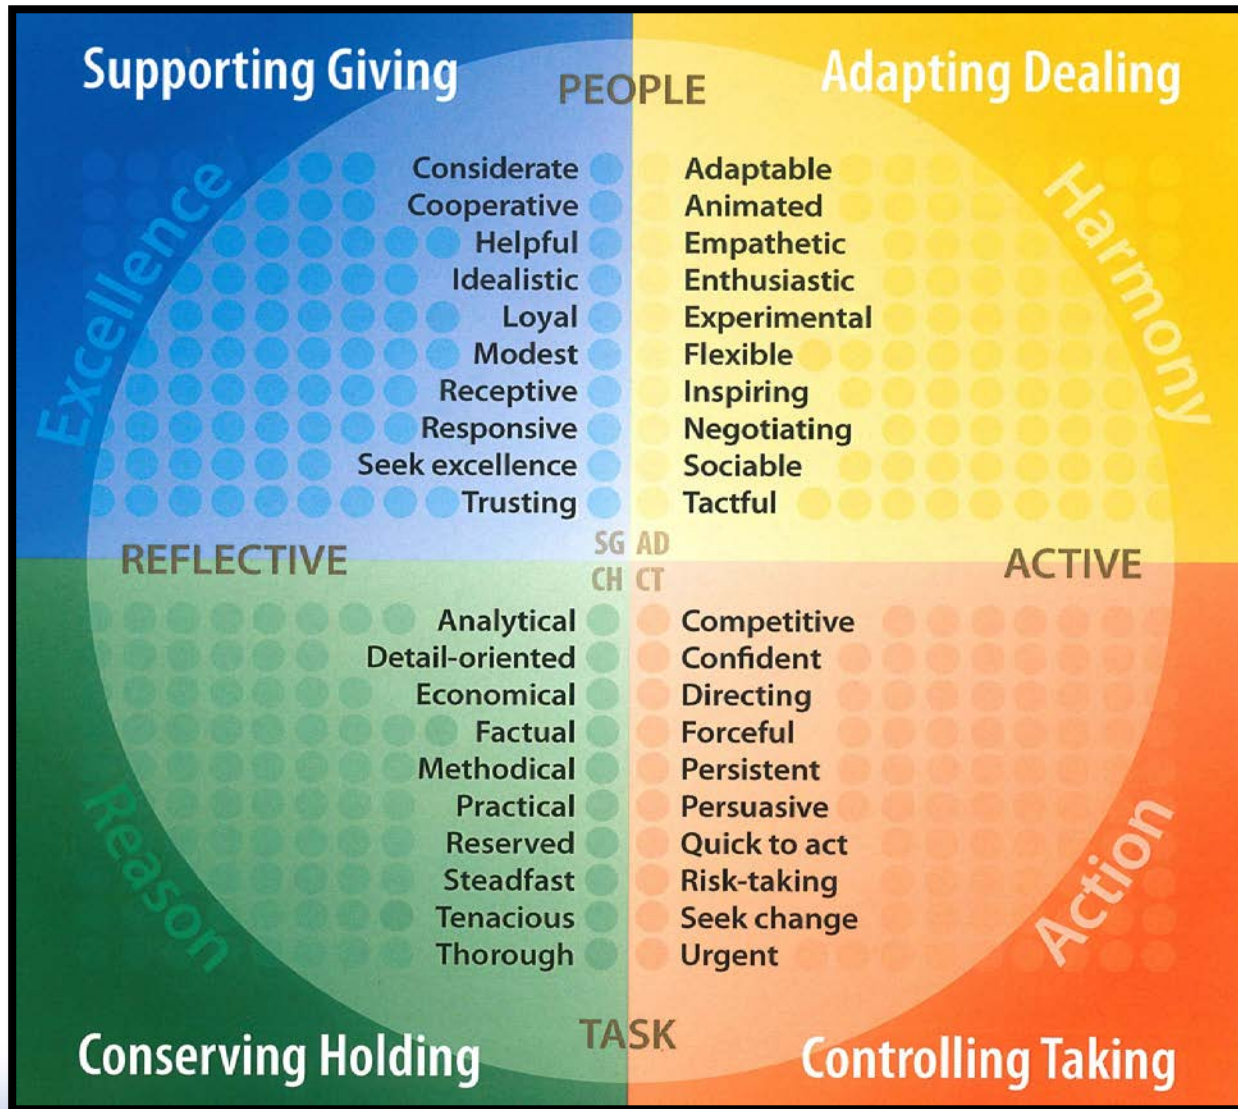 Supporting Giving
PEOPLE
Adapting Dealing
Excellence
Harmony
Considerate
Cooperative
Helpful
Idealistic
Loyal
Modest
Receptive
Responsive
Seek excellence
Trusting
Adaptable
Animated
Empathetic
Enthusiastic
Experimental
Flexible
Inspiring
Negotiating
Sociable
Tactful
REFLECTIVE
SG AD
CH CT
ACTIVE
Analytical
Detail-oriented
Economical
Factual
Methodical
Practical
Reserved
Steadfast
Tenacious
Thorough
Competitive
Confident
Directing
Forceful
Persistent
Persuasive
Quick to act
Risk-taking
Seek change
Urgent
Reason
Action
Conserving Holding
TASK
Controlling Taking